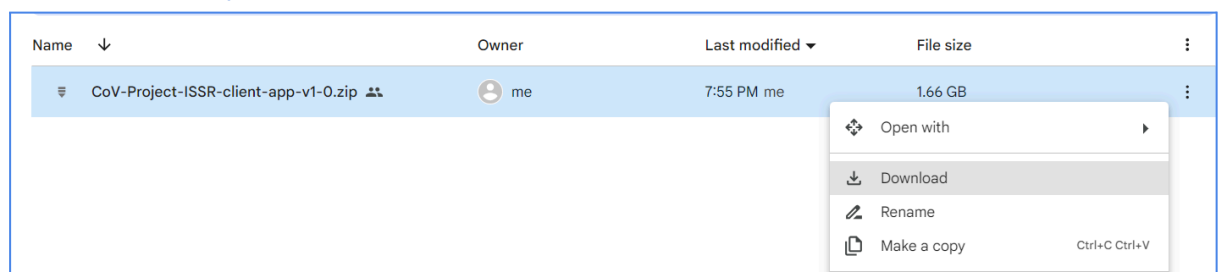 Name Owner Last modified File size
CoV-Project-ISSR-client-app-v1-0.zip me 7:55 PM me 1.66 GB
Open with
Download
Rename
Make a copy Ctrl+C Ctrl+V